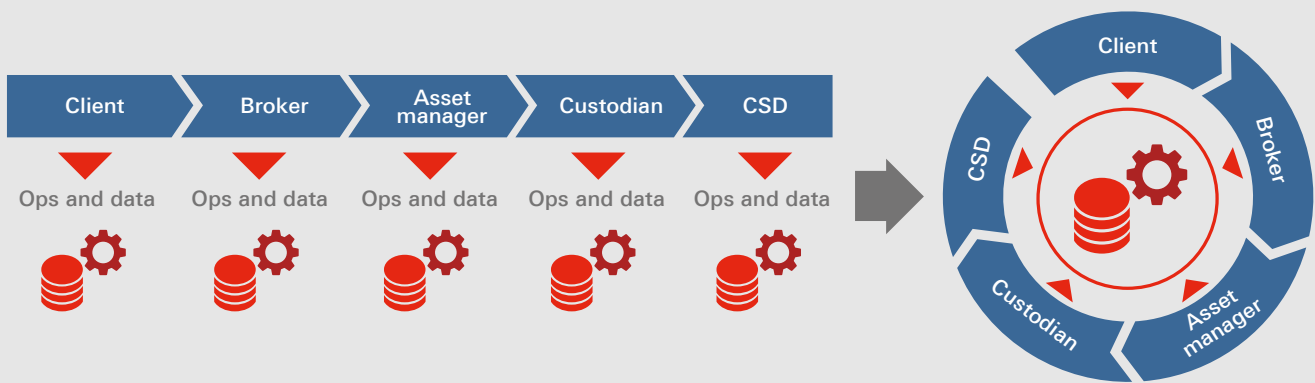 Client
Broker
Asset
manager
Custodian
CSD
Ops and data
Ops and data
Ops and data
Ops and data
Ops and data
Client
Broker
Asset
manager
Custodian
CSD